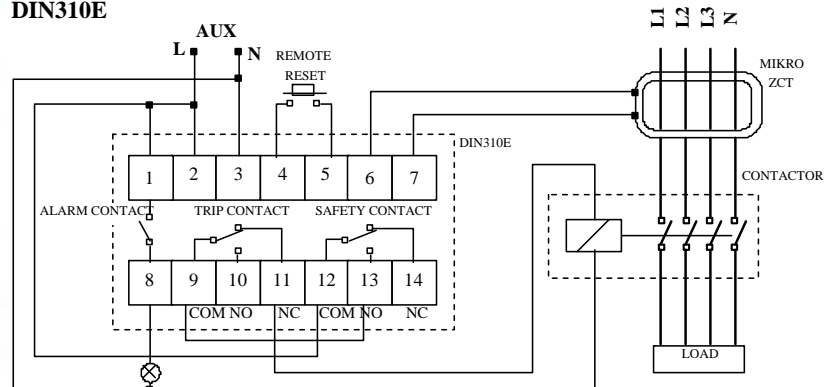 DIN310E
AUX
L N
REMOTE
RESET
L1 L2 L3 N
MIKRO
ZCT
DIN310E
1 2 3 4 5 6 7
CONTACTOR
ALARM CONTACT TRIP CONTACT SAFETY CONTACT
8 9 10 11 12 13 14
COM NO NC COM NO NC
LOAD